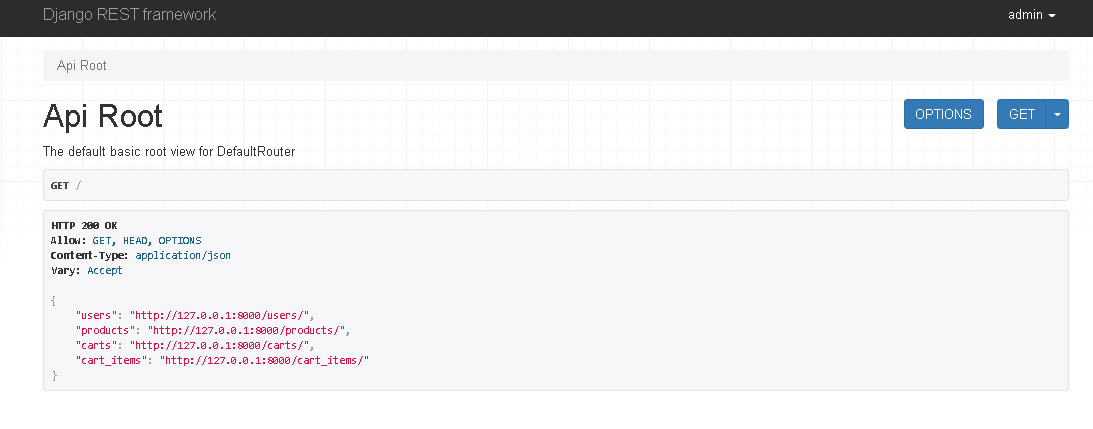 Django REST framework
admin
Api Root
Api Root
OPTIONS
GET
The default basic root view for DefaultRouter
GET /
HTTP 200 OK
Allow: GET, HEAD, OPTIONS
Content-Type: application/json
Vary: Accept
{
    "users": "http://127.0.0.1:8000/users/",
    "products": "http://127.0.0.1:8000/products/",
    "carts": "http://127.0.0.1:8000/carts/",
    "cart_items": "http://127.0.0.1:8000/cart_items/"
}